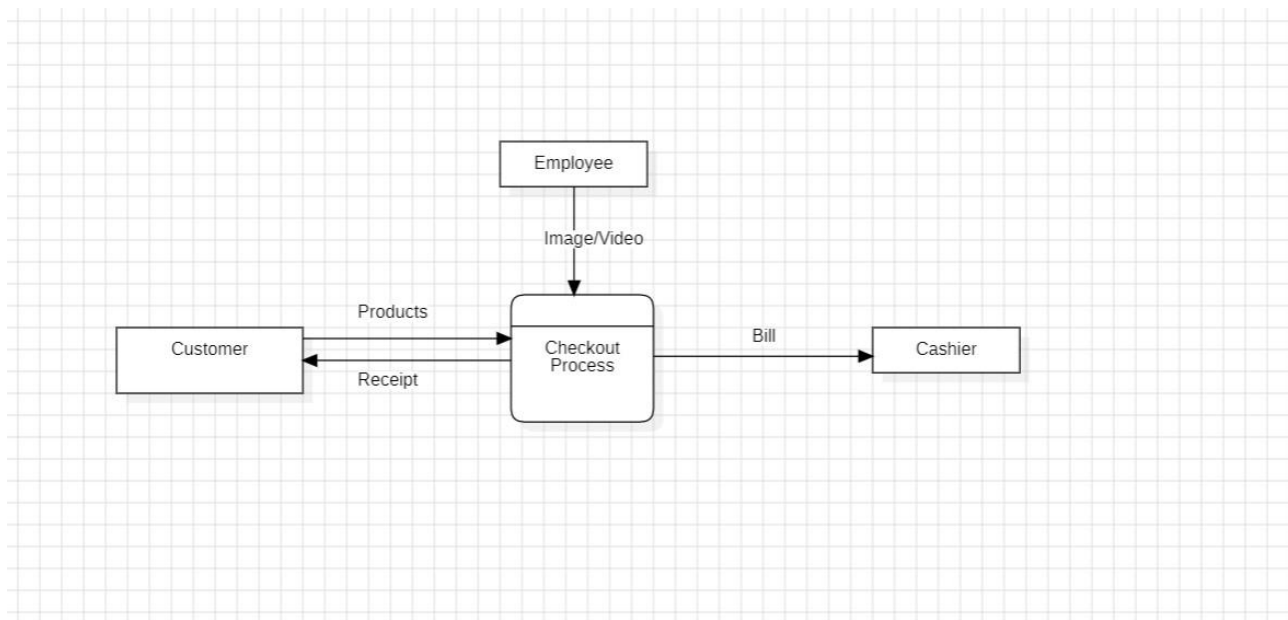 Employee
Image/Video
Products
Customer
Receipt
Checkout
Process
Bill
Cashier